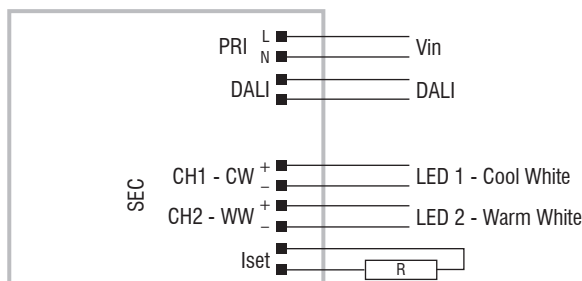 PRI L Vin
N
DALI DALI
SEC
CH1 - CW + − LED 1 - Cool White
CH2 - WW + − LED 2 - Warm White
Iset
R